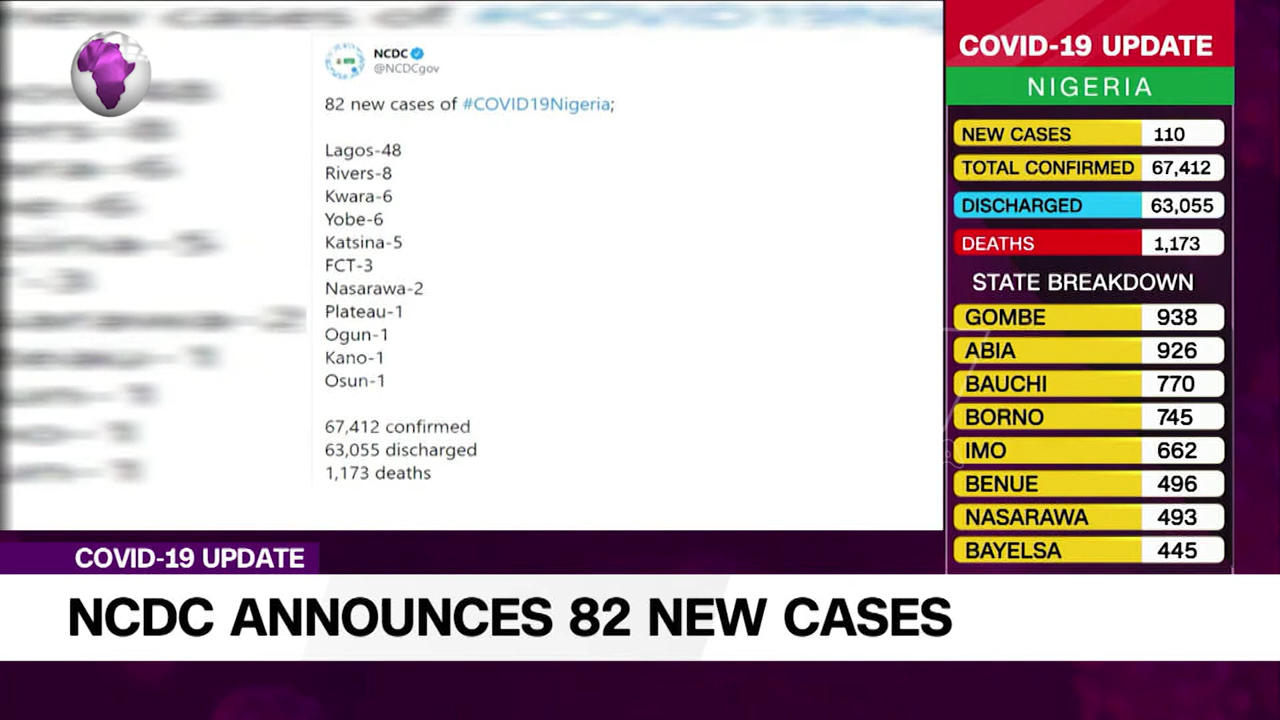 NCDC
@NCDCgov
82 new cases of #COVID19Nigeria;
Lagos-48
Rivers-8
Kwara-6
Yobe-6
Katsina-5
FCT-3
Nasarawa-2
Plateau-1
Ogun-1
Kano-1
Osun-1
67,412 confirmed
63,055 discharged
1,173 deaths
COVID-19 UPDATE
NIGERIA
NEW CASES 110
TOTAL CONFIRMED 67,412
DISCHARGED 63,055
DEATHS 1,173
STATE BREAKDOWN
GOMBE 938
ABIA 926
BAUCHI 770
BORNO 745
IMO 662
BENUE 496
NASARAWA 493
BAYELSA 445
COVID-19 UPDATE
NCDC ANNOUNCES 82 NEW CASES